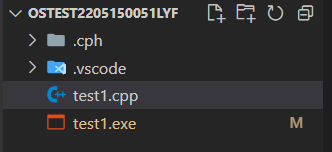 OSTEST2205150051LYF
.cph
.vscode
test1.cpp
test1.exe M